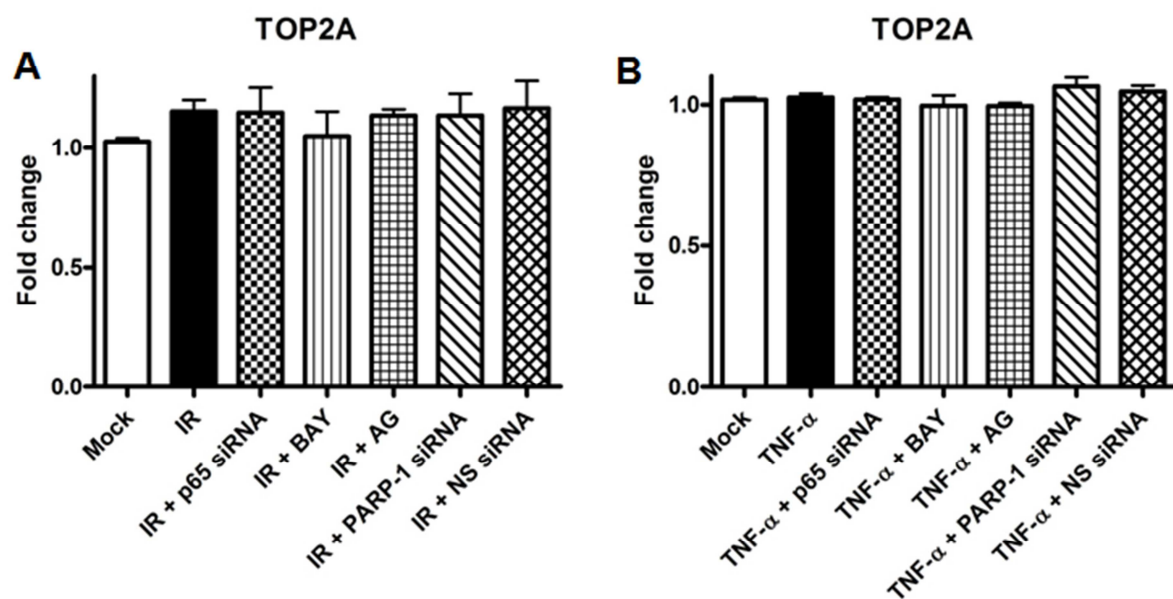 TOP2A
A
Fold change
1.0
0.5
0.0
Mock
IR
IR + p65 siRNA
IR + BAY
IR + AG
IR + PARP-1 siRNA
IR + NS siRNA
TOP2A
B
Fold change
1.0
0.5
0.0
Mock
TNF-α
TNF-α + p65 siRNA
TNF-α + BAY
TNF-α + AG
TNF-α + PARP-1 siRNA
TNF-α + NS siRNA